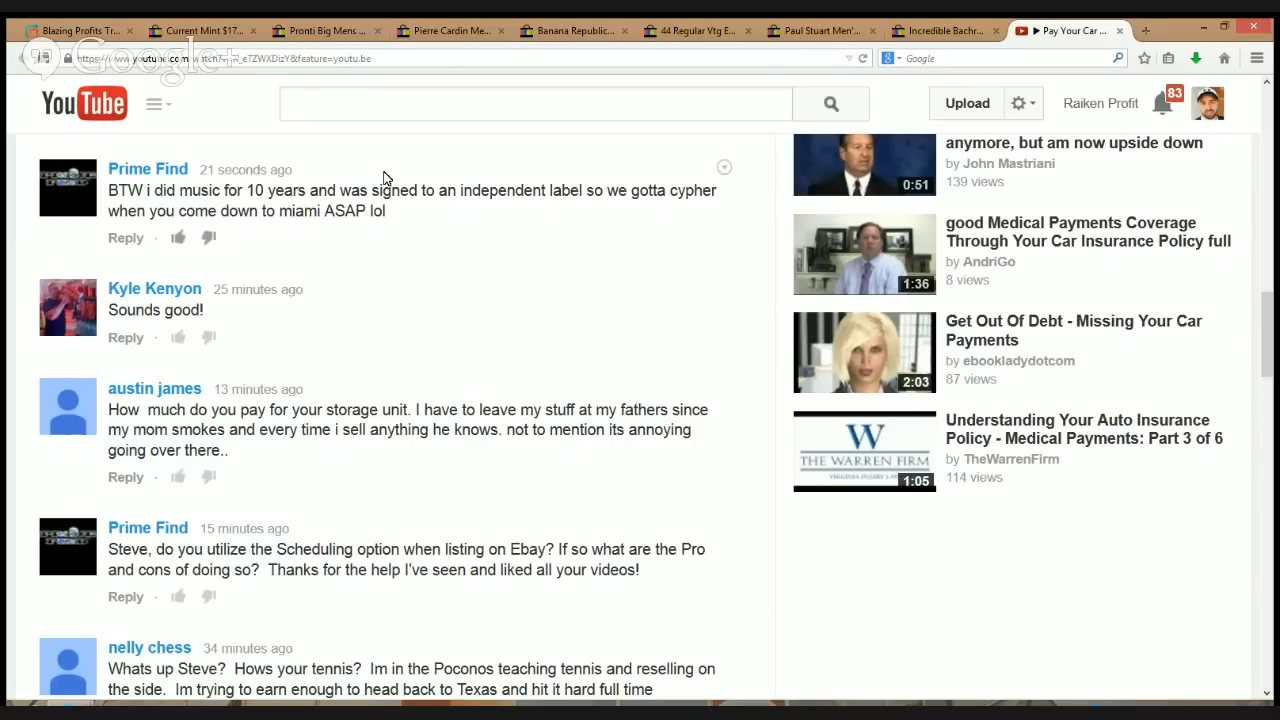 Blazing Profits Tr...
Current Mint $17...
Pronti Big Mens ...
Pierre Cardin Me...
Banana Republic...
44 Regular Vtg E...
Paul Stuart Men'...
Incredible Bachr...
▶ Pay Your Car ...
Google+
https://www.youtube.com/watch?v=_e7ZWXDizY&feature=youtu.be
Google
YouTube
Upload
Raiken Profit
83
Prime Find 21 seconds ago
BTW i did music for 10 years and was signed to an independent label so we gotta cypher
when you come down to miami ASAP lol
Reply
Kyle Kenyon 25 minutes ago
Sounds good!
Reply
austin james 13 minutes ago
How much do you pay for your storage unit. I have to leave my stuff at my fathers since
my mom smokes and every time i sell anything he knows. not to mention its annoying
going over there..
Reply
Prime Find 15 minutes ago
Steve, do you utilize the Scheduling option when listing on Ebay? If so what are the Pro
and cons of doing so? Thanks for the help I've seen and liked all your videos!
Reply
nelly chess 34 minutes ago
Whats up Steve? Hows your tennis? Im in the Poconos teaching tennis and reselling on
the side. Im trying to earn enough to head back to Texas and hit it hard full time
anymore, but am now upside down
by John Mastriani
139 views
0:51
good Medical Payments Coverage
Through Your Car Insurance Policy full
by AndriGo
8 views
1:36
Get Out Of Debt - Missing Your Car
Payments
by ebookladydotcom
87 views
2:03
Understanding Your Auto Insurance
Policy - Medical Payments: Part 3 of 6
by TheWarrenFirm
114 views
W
THE WARREN FIRM
1:05